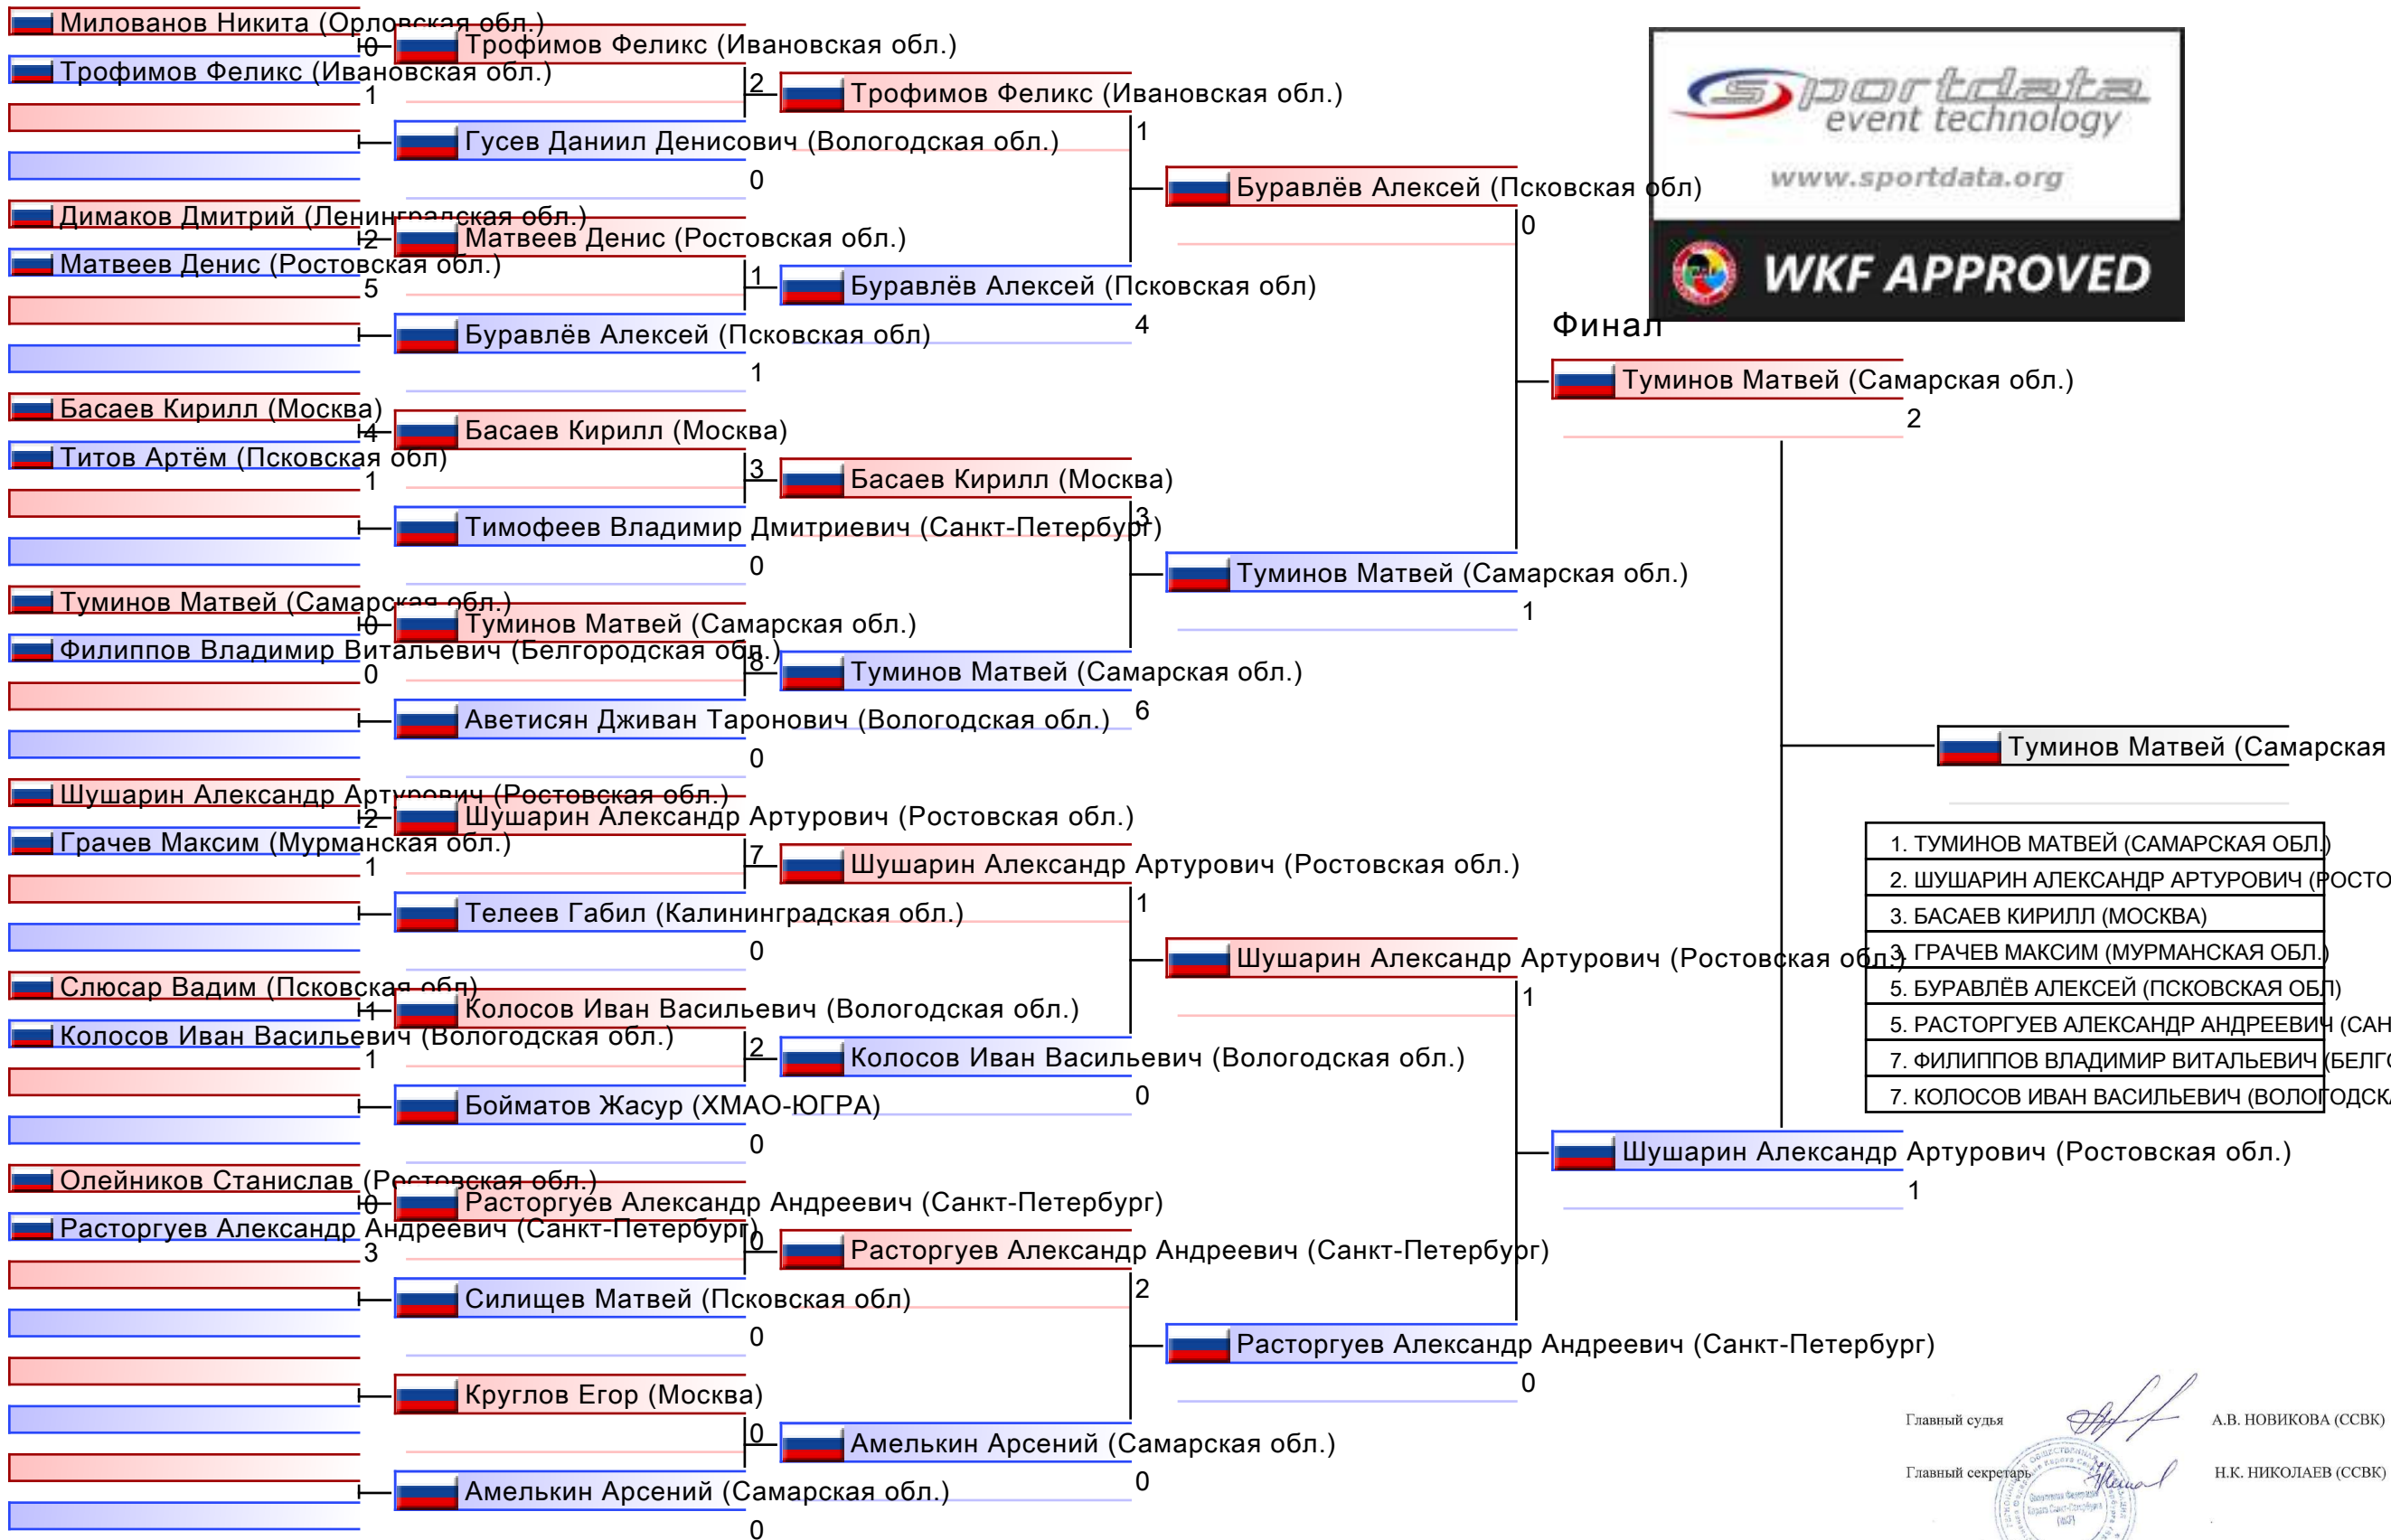 Милованов Никита (Орловская обл.)
0
Трофимов Феликс (Ивановская обл.)
1
Димаков Дмитрий (Ленинградская обл.)
2
Матвеев Денис (Ростовская обл.)
5
Басаев Кирилл (Москва)
4
Титов Артём (Псковская обл)
1
Туминов Матвей (Самарская обл.)
0
Филиппов Владимир Витальевич (Белгородская обл.)
0
Шушарин Александр Артурович (Ростовская обл.)
2
Грачев Максим (Мурманская обл.)
1
Слюсар Вадим (Псковская обл)
1
Колосов Иван Васильевич (Вологодская обл.)
1
Олейников Станислав (Ростовская обл.)
0
Расторгуев Александр Андреевич (Санкт-Петербург)
3
Трофимов Феликс (Ивановская обл.)
2
Гусев Даниил Денисович (Вологодская обл.)
0
Матвеев Денис (Ростовская обл.)
1
Буравлёв Алексей (Псковская обл)
1
Басаев Кирилл (Москва)
3
Тимофеев Владимир Дмитриевич (Санкт-Петербург)
0
Туминов Матвей (Самарская обл.)
8
Аветисян Дживан Таронович (Вологодская обл.)
0
Шушарин Александр Артурович (Ростовская обл.)
7
Телеев Габил (Калининградская обл.)
0
Колосов Иван Васильевич (Вологодская обл.)
2
Бойматов Жасур (ХМАО-ЮГРА)
0
Расторгуев Александр Андреевич (Санкт-Петербург)
0
Силищев Матвей (Псковская обл)
0
Круглов Егор (Москва)
0
Амелькин Арсений (Самарская обл.)
0
Трофимов Феликс (Ивановская обл.)
1
Буравлёв Алексей (Псковская обл)
4
Басаев Кирилл (Москва)
3
Туминов Матвей (Самарская обл.)
6
Шушарин Александр Артурович (Ростовская обл.)
1
Колосов Иван Васильевич (Вологодская обл.)
0
Расторгуев Александр Андреевич (Санкт-Петербург)
2
Амелькин Арсений (Самарская обл.)
0
Буравлёв Алексей (Псковская обл)
0
Туминов Матвей (Самарская обл.)
1
Шушарин Александр Артурович (Ростовская обл.)
1
Расторгуев Александр Андреевич (Санкт-Петербург)
0
sportdata
event technology
www.sportdata.org
WKF APPROVED
Финал
Туминов Матвей (Самарская обл.)
2
Шушарин Александр Артурович (Ростовская обл.)
1
Туминов Матвей (Самарская
1. ТУМИНОВ МАТВЕЙ (САМАРСКАЯ ОБЛ.)
2. ШУШАРИН АЛЕКСАНДР АРТУРОВИЧ (РОСТО
3. БАСАЕВ КИРИЛЛ (МОСКВА)
3. ГРАЧЕВ МАКСИМ (МУРМАНСКАЯ ОБЛ.)
5. БУРАВЛЁВ АЛЕКСЕЙ (ПСКОВСКАЯ ОБЛ)
5. РАСТОРГУЕВ АЛЕКСАНДР АНДРЕЕВИЧ (САН
7. ФИЛИППОВ ВЛАДИМИР ВИТАЛЬЕВИЧ (БЕЛГО
7. КОЛОСОВ ИВАН ВАСИЛЬЕВИЧ (ВОЛОГОДСКА
Главный судья А.В. НОВИКОВА (ССВК)
Главный секретарь Н.К. НИКОЛАЕВ (ССВК)